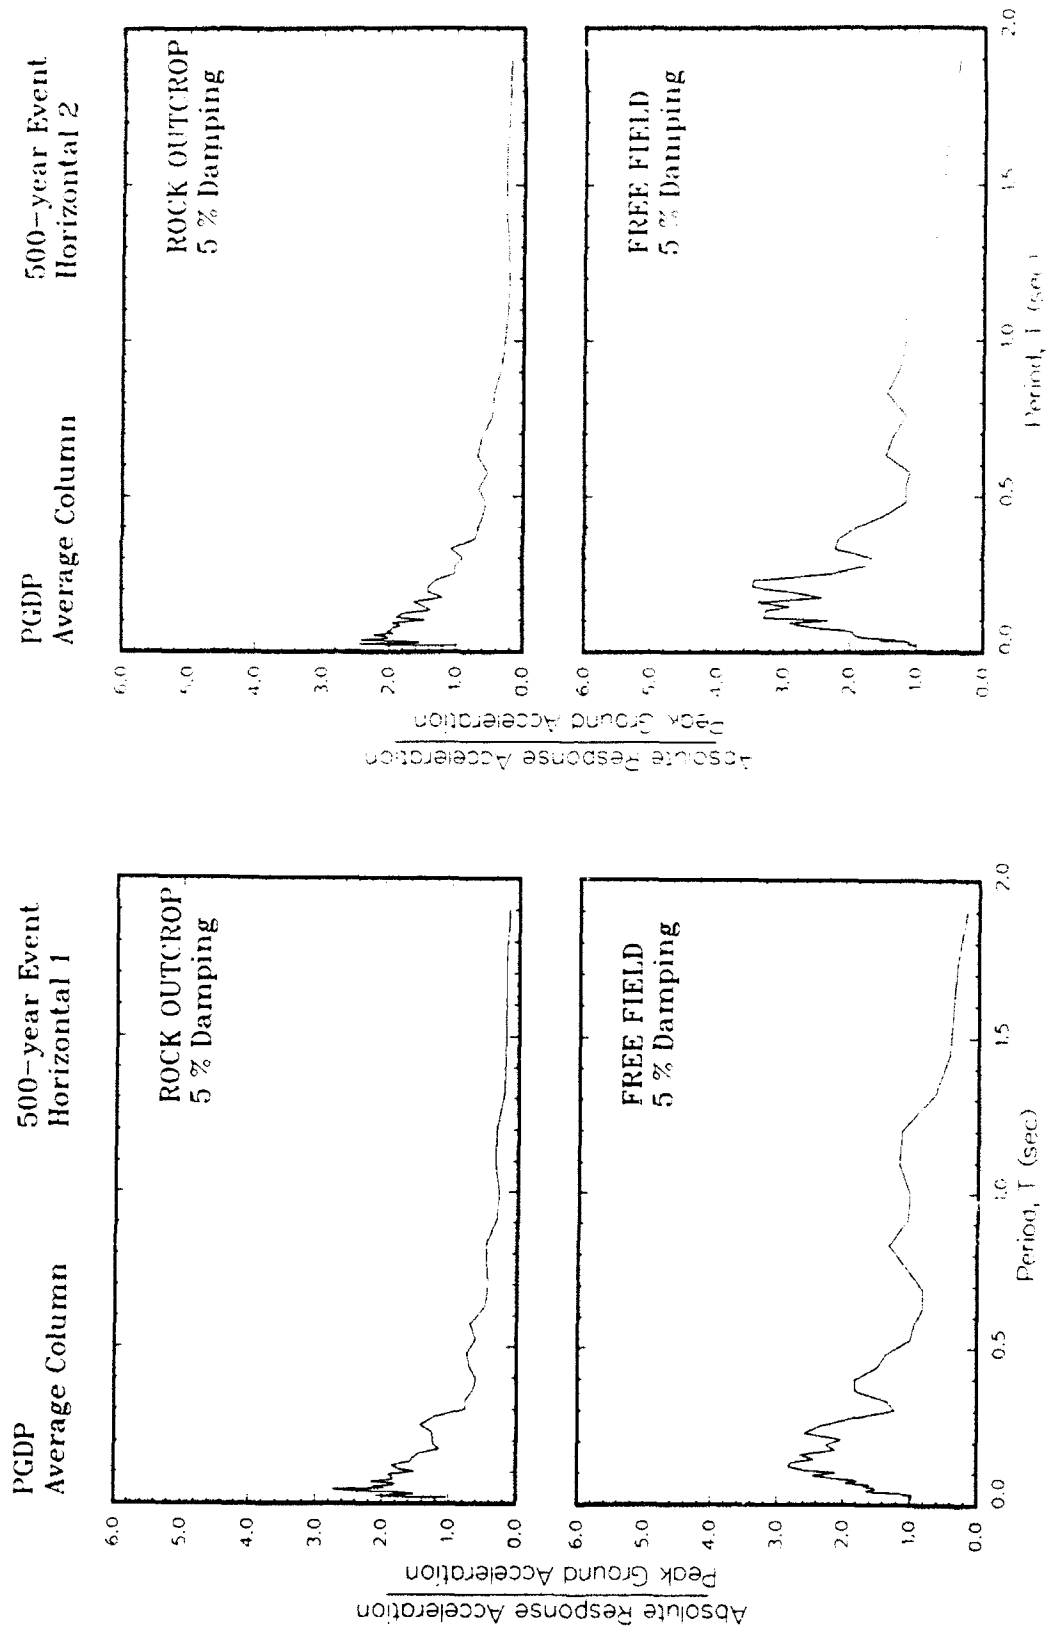 PGDP
Average Column
500-year Event
Horizontal 1
6.0
5.0
4.0
3.0
2.0
1.0
0.0
ROCK OUTCROP
5 % Damping
Absolute Response Acceleration
Peak Ground Acceleration
6.0
5.0
4.0
3.0
2.0
1.0
0.0
FREE FIELD
5 % Damping
0.0
0.5
1.0
1.5
2.0
Period, T (sec)
PGDP
Average Column
500-year Event
Horizontal 2
6.0
5.0
4.0
3.0
2.0
1.0
0.0
ROCK OUTCROP
5 % Damping
Absolute Response Acceleration
Peak Ground Acceleration
6.0
5.0
4.0
3.0
2.0
1.0
0.0
FREE FIELD
5 % Damping
0.0
0.5
1.0
1.5
2.0
Period, T (sec)